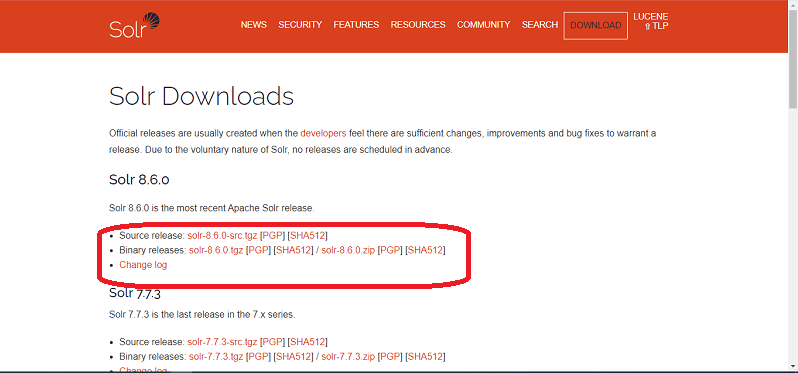 Solr
NEWS SECURITY FEATURES RESOURCES COMMUNITY SEARCH DOWNLOAD LUCENE
⇧ TLP
Solr Downloads
Official releases are usually created when the developers feel there are sufficient changes, improvements and bug fixes to warrant a
release. Due to the voluntary nature of Solr, no releases are scheduled in advance.
Solr 8.6.0
Solr 8.6.0 is the most recent Apache Solr release.
• Source release: solr-8.6.0-src.tgz [PGP] [SHA512]
• Binary releases: solr-8.6.0.tgz [PGP] [SHA512] / solr-8.6.0.zip [PGP] [SHA512]
• Change log
Solr 7.7.3
Solr 7.7.3 is the last release in the 7.x series.
• Source release: solr-7.7.3-src.tgz [PGP] [SHA512]
• Binary releases: solr-7.7.3.tgz [PGP] [SHA512] / solr-7.7.3.zip [PGP] [SHA512]
• Change log